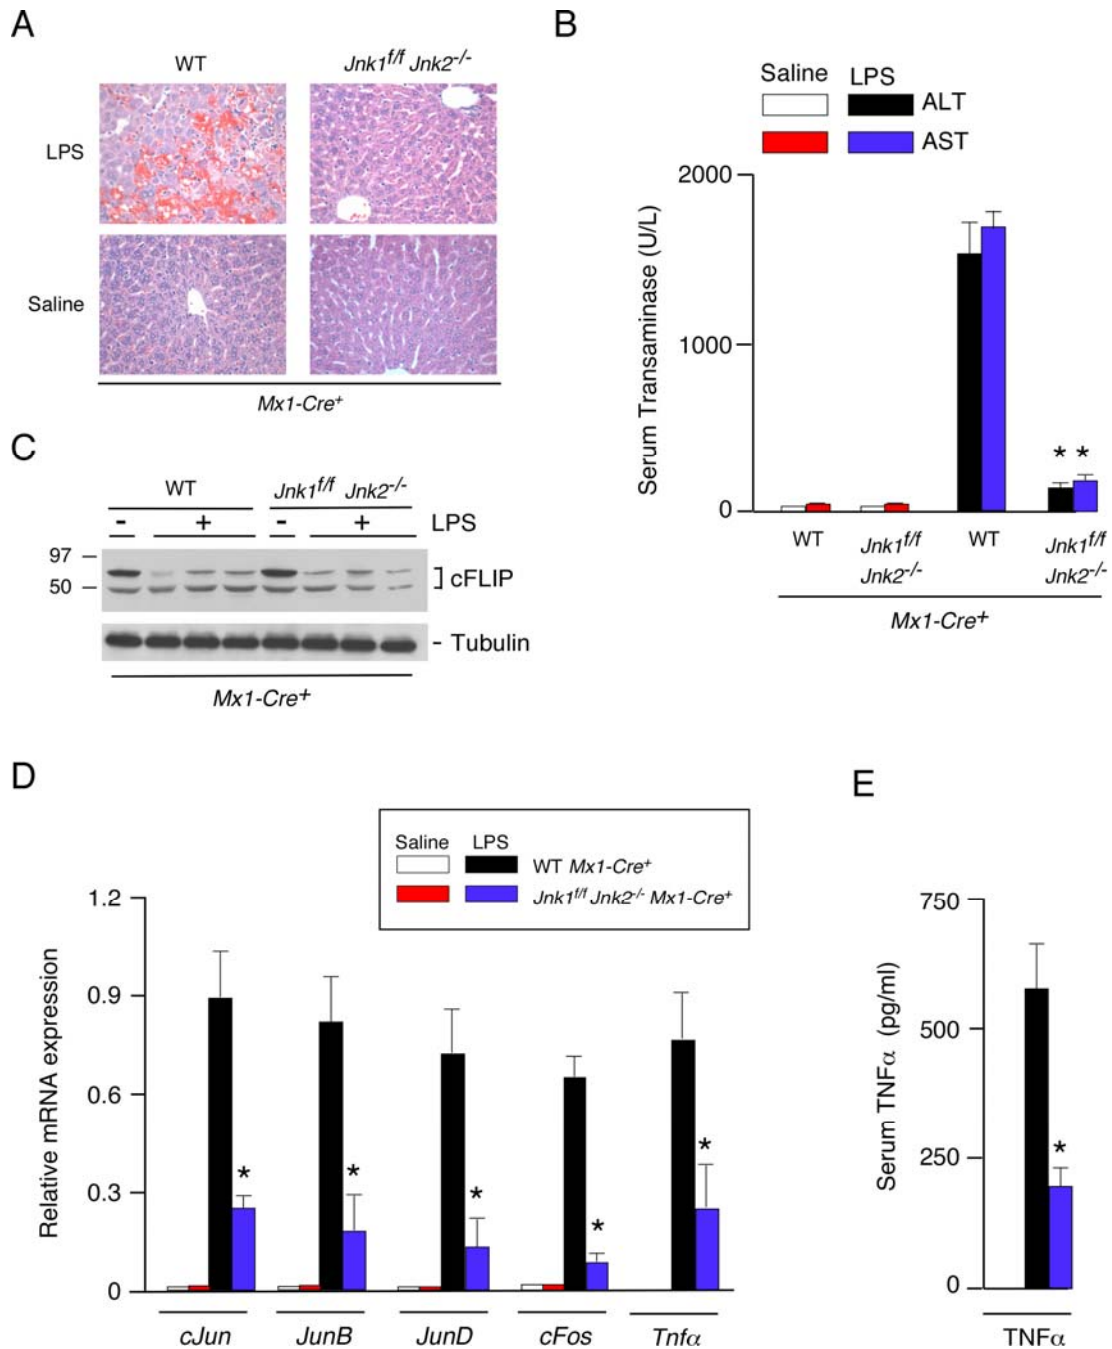 A
WT
Jnk1f/f Jnk2-/-
LPS
Saline
Mx1-Cre+
B
Saline LPS
ALT
AST
Serum Transaminase (U/L)
2000
1000
0
WT
Jnk1f/f
Jnk2-/-
WT
Jnk1f/f
Jnk2-/-
* *
Mx1-Cre+
C
WT
Jnk1f/f Jnk2-/-
- + - + LPS
97
50
cFLIP
- Tubulin
Mx1-Cre+
D
Saline LPS
WT Mx1-Cre+
Jnk1f/f Jnk2-/- Mx1-Cre+
Relative mRNA expression
1.2
0.9
0.6
0.3
0
* * * * *
cJun JunB JunD cFos Tnfα
E
Serum TNFα (pg/ml)
750
500
250
0
*
TNFα